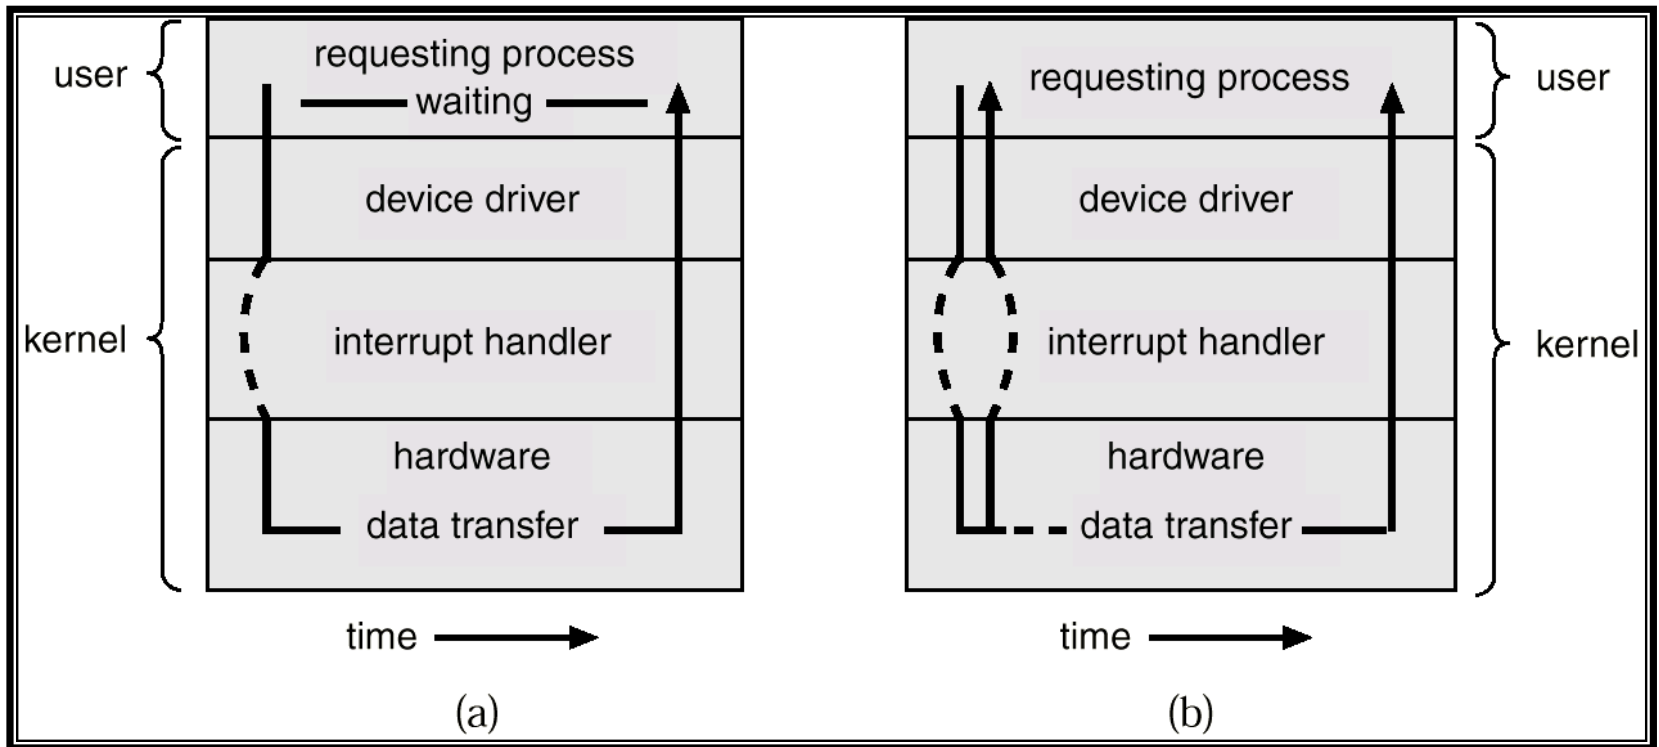 user
requesting process
waiting
device driver
kernel
interrupt handler
hardware
data transfer
time
(a)
requesting process
user
device driver
interrupt handler
kernel
hardware
data transfer
time
(b)